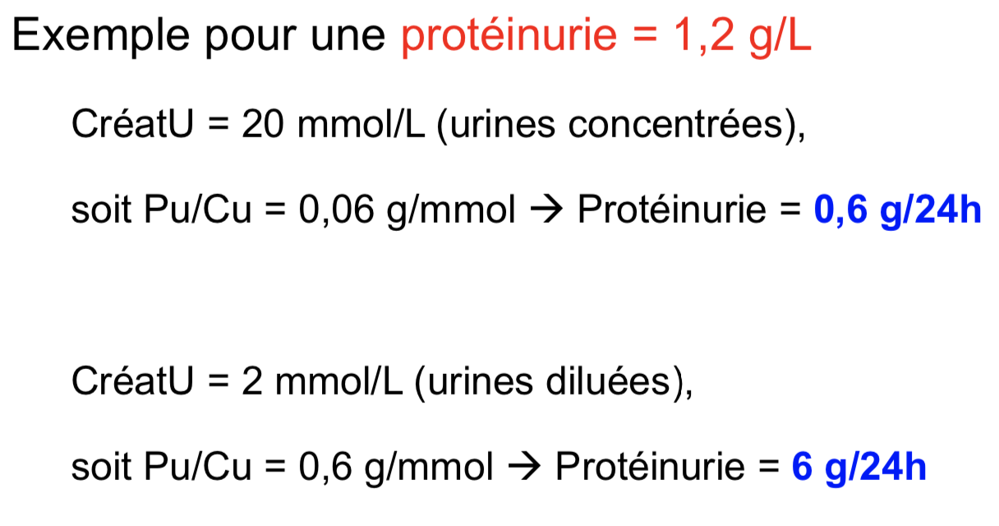 Exemple pour une protéinurie = 1,2 g/L
CréatU = 20 mmol/L (urines concentrées),
soit Pu/Cu = 0,06 g/mmol → Protéinurie = 0,6 g/24h
CréatU = 2 mmol/L (urines diluées),
soit Pu/Cu = 0,6 g/mmol → Protéinurie = 6 g/24h